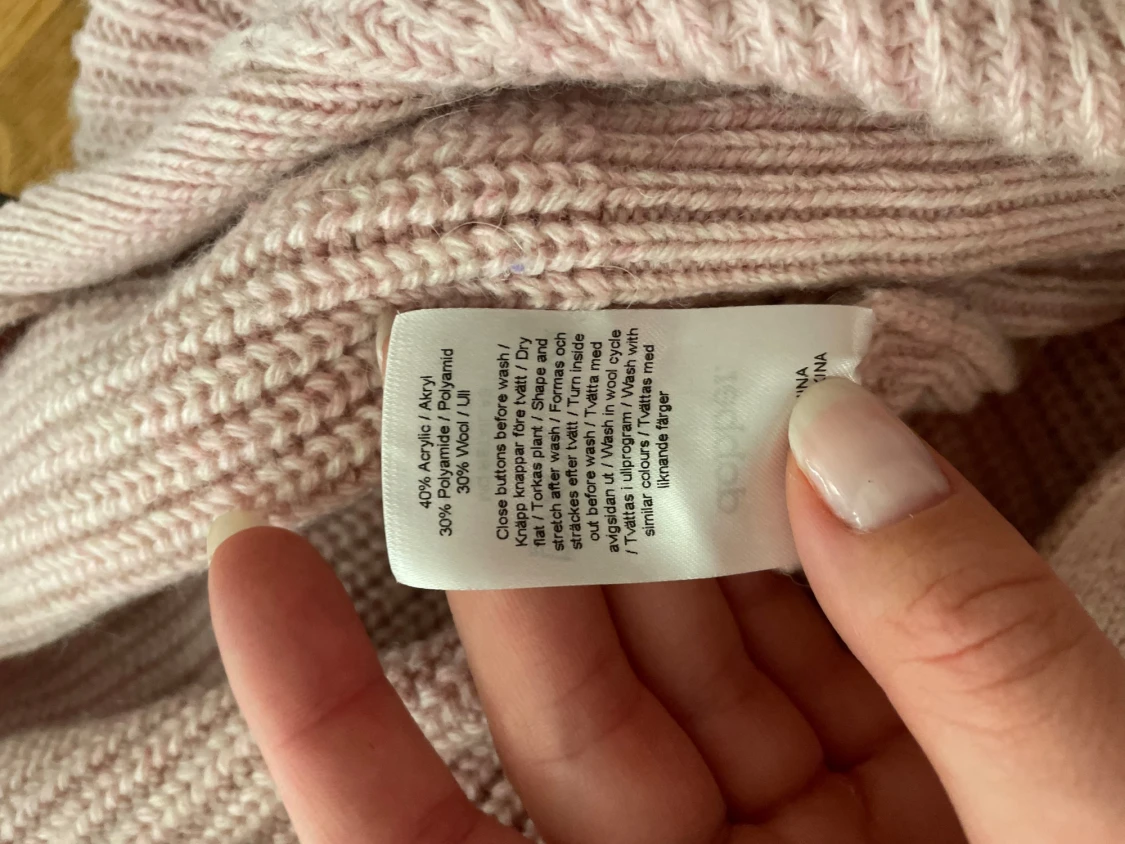 40% Acrylic / Akryl
30% Polyamide / Polyamid
30% Wool / Ull
Close buttons before wash /
Knäpp knappar före tvätt / Dry
flat / Torkas plant / Shape and
stretch after wash / Formas och
sträckes efter tvätt / Turn inside
out before wash / Tvätta med
avigsidan ut / Wash in wool cycle
/ Tvättas i ullprogram / Wash with
similar colours / Tvättas med
liknande färger